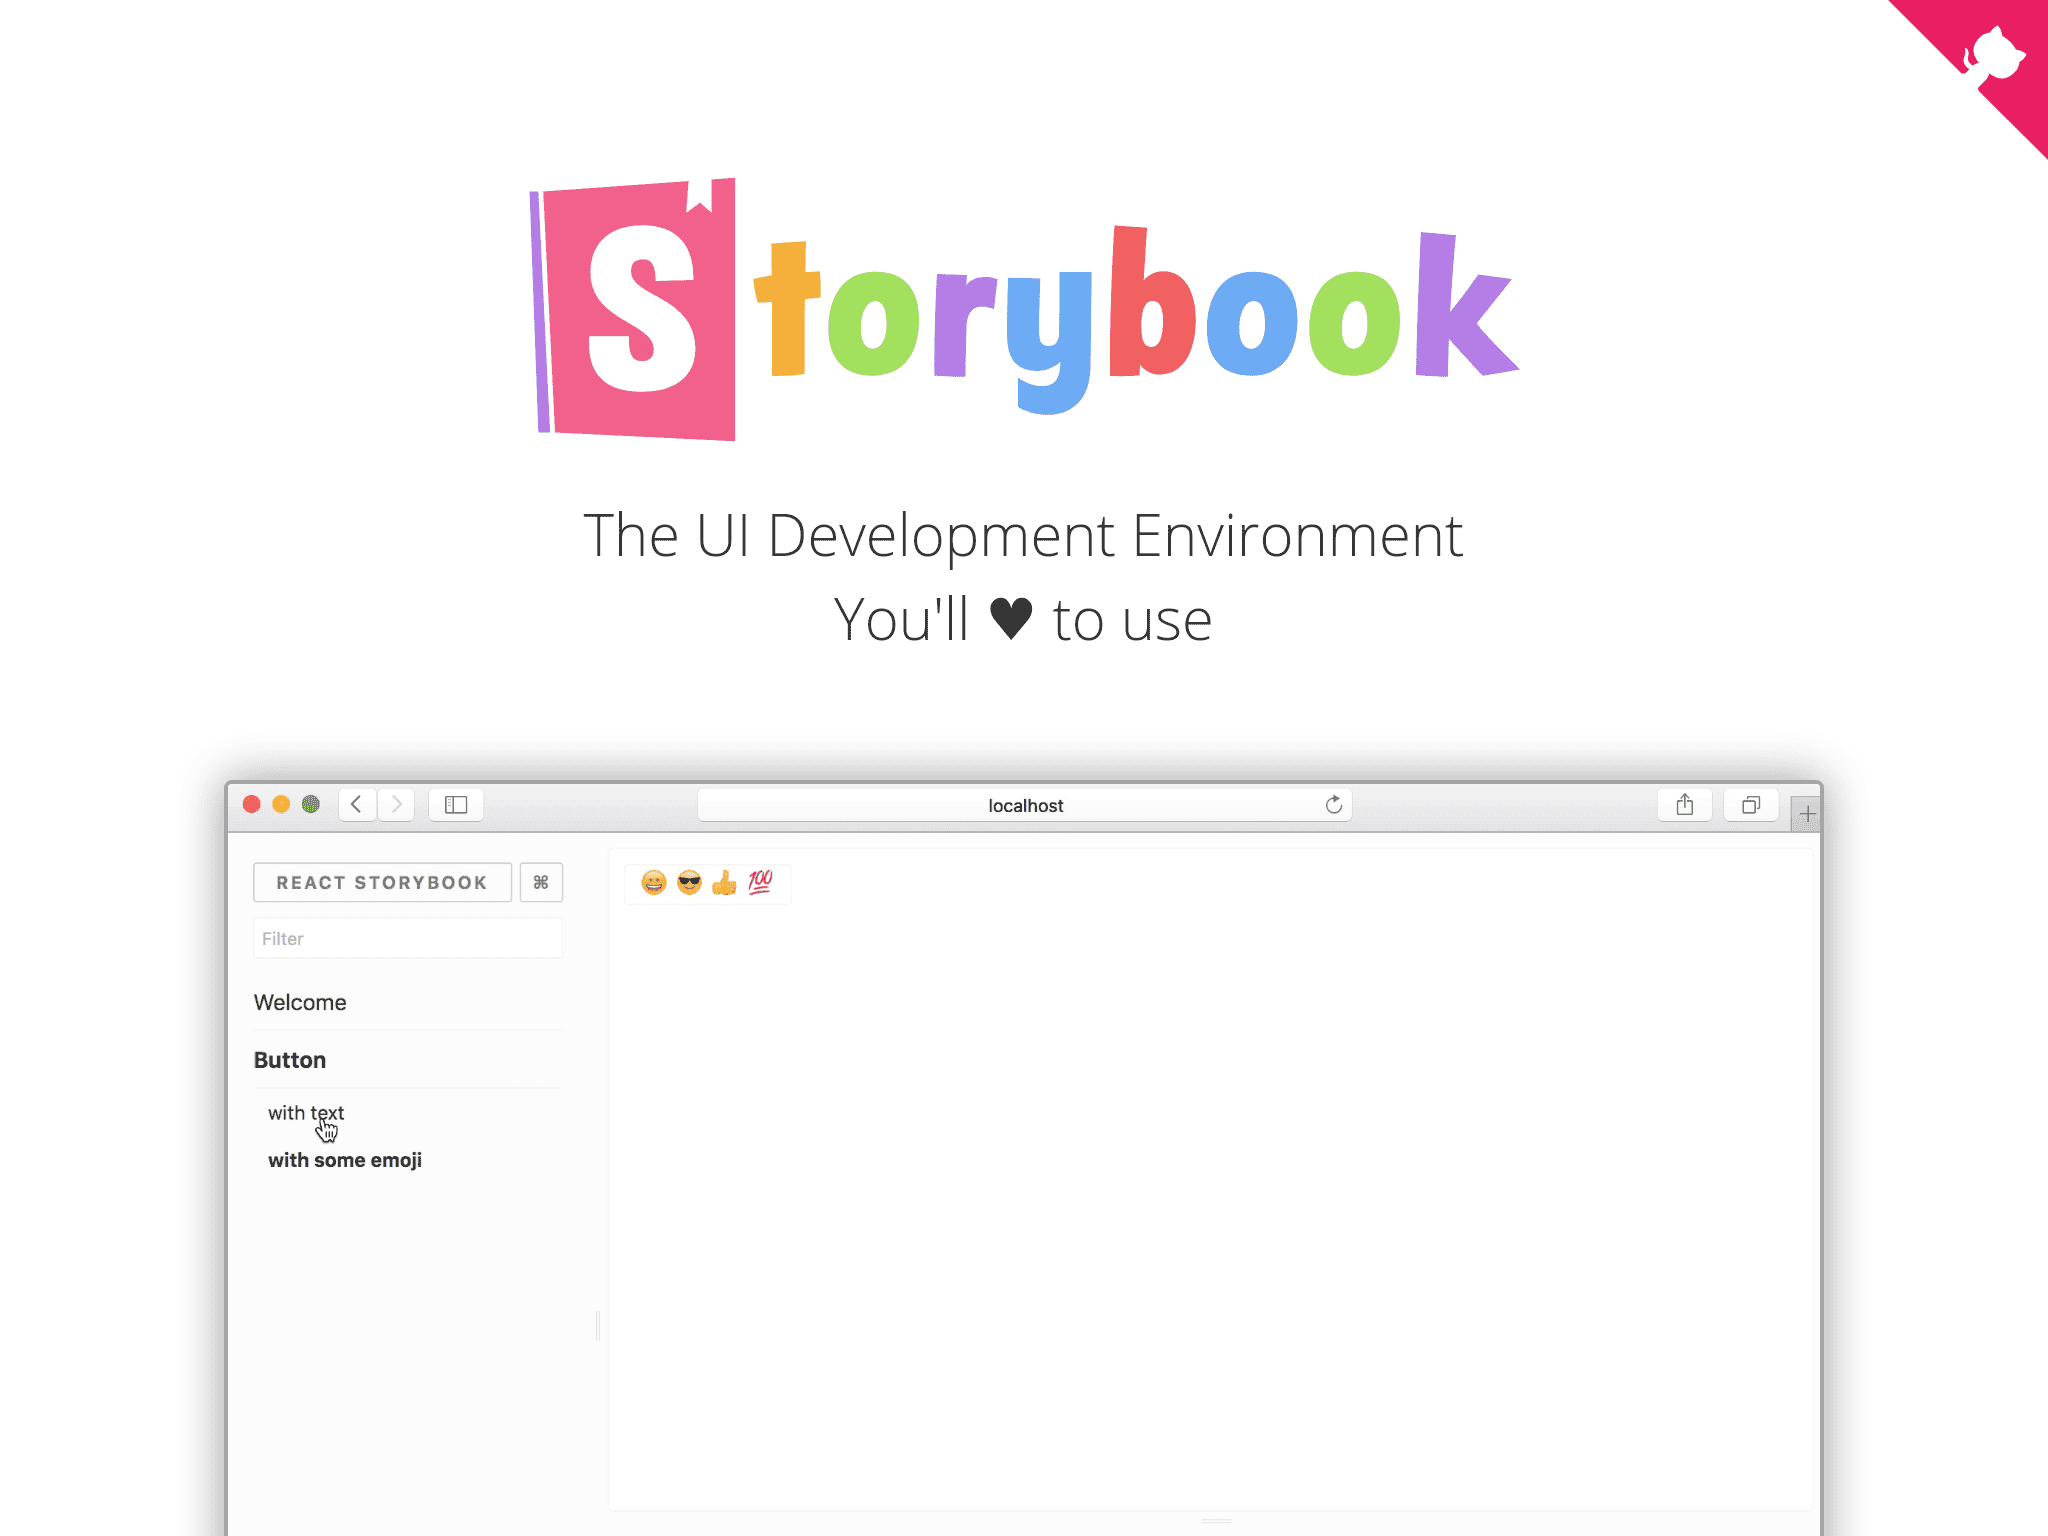 Storybook
The UI Development Environment
You'll ♥ to use
localhost
REACT STORYBOOK ⌘
😀 😎 👍 💯
Filter
Welcome
Button
with text
with some emoji